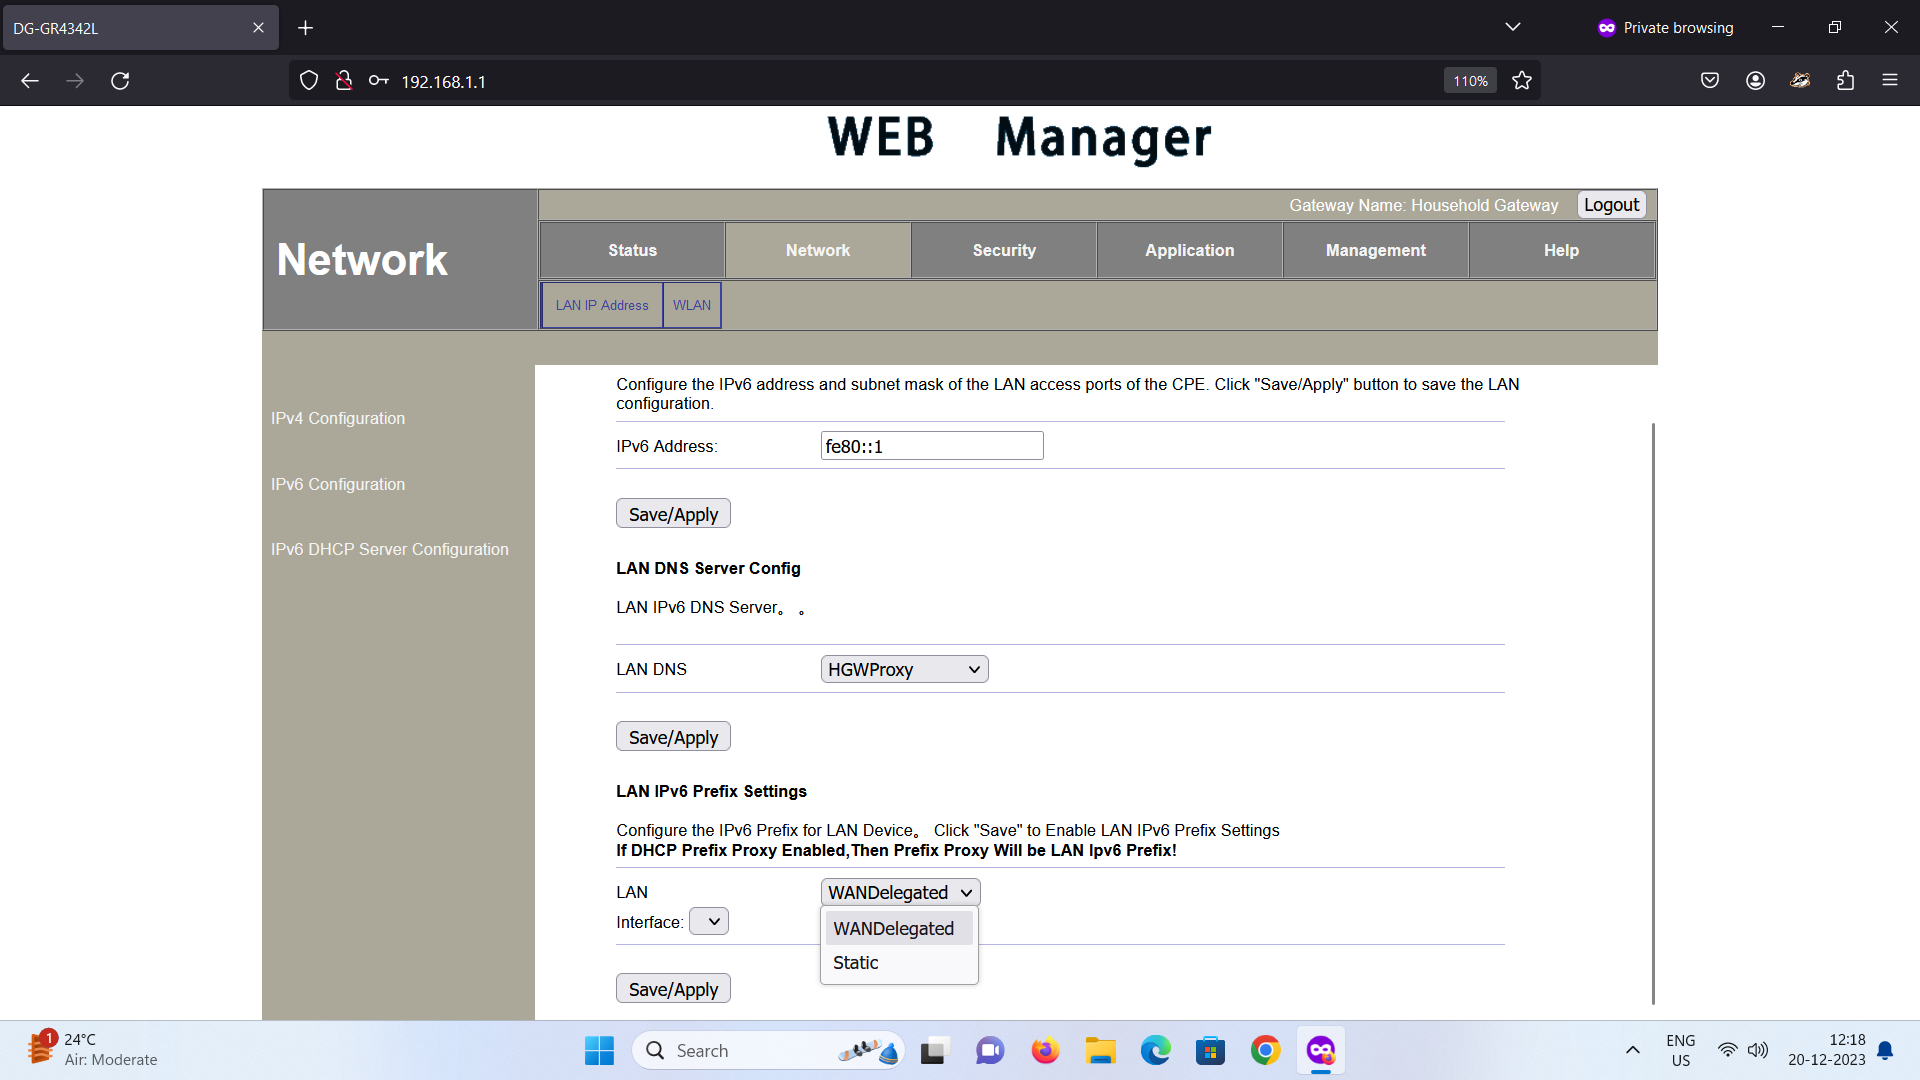 DG-GR4342L
Private browsing
192.168.1.1
110%
WEB Manager
Gateway Name: Household Gateway
Logout
Network
Status
Network
Security
Application
Management
Help
LAN IP Address
WLAN
IPv4 Configuration
IPv6 Configuration
IPv6 DHCP Server Configuration
Configure the IPv6 address and subnet mask of the LAN access ports of the CPE. Click "Save/Apply" button to save the LAN
configuration.
IPv6 Address:
fe80::1
Save/Apply
LAN DNS Server Config
LAN IPv6 DNS Server。 。
LAN DNS
HGWProxy
Save/Apply
LAN IPv6 Prefix Settings
Configure the IPv6 Prefix for LAN Device。 Click "Save" to Enable LAN IPv6 Prefix Settings
If DHCP Prefix Proxy Enabled,Then Prefix Proxy Will be LAN Ipv6 Prefix!
LAN
WANDelegated
Interface:
WANDelegated
Static
Save/Apply
1
24°C
Air: Moderate
Search
ENG
US
12:18
20-12-2023